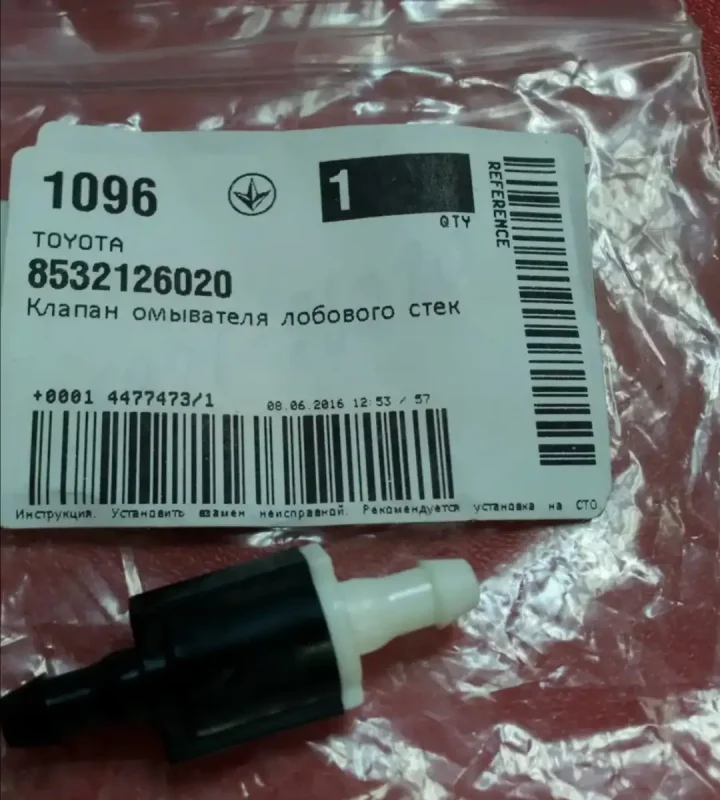 1096
1
QTY
REFERENCE
TOYOTA
8532126020
Клапан омывателя лобового стек
+0001 4477473/1
08.06.2016 12:53 / 57
Инструкция. Установить взамен неисправной. Рекомендуется установка на СТО